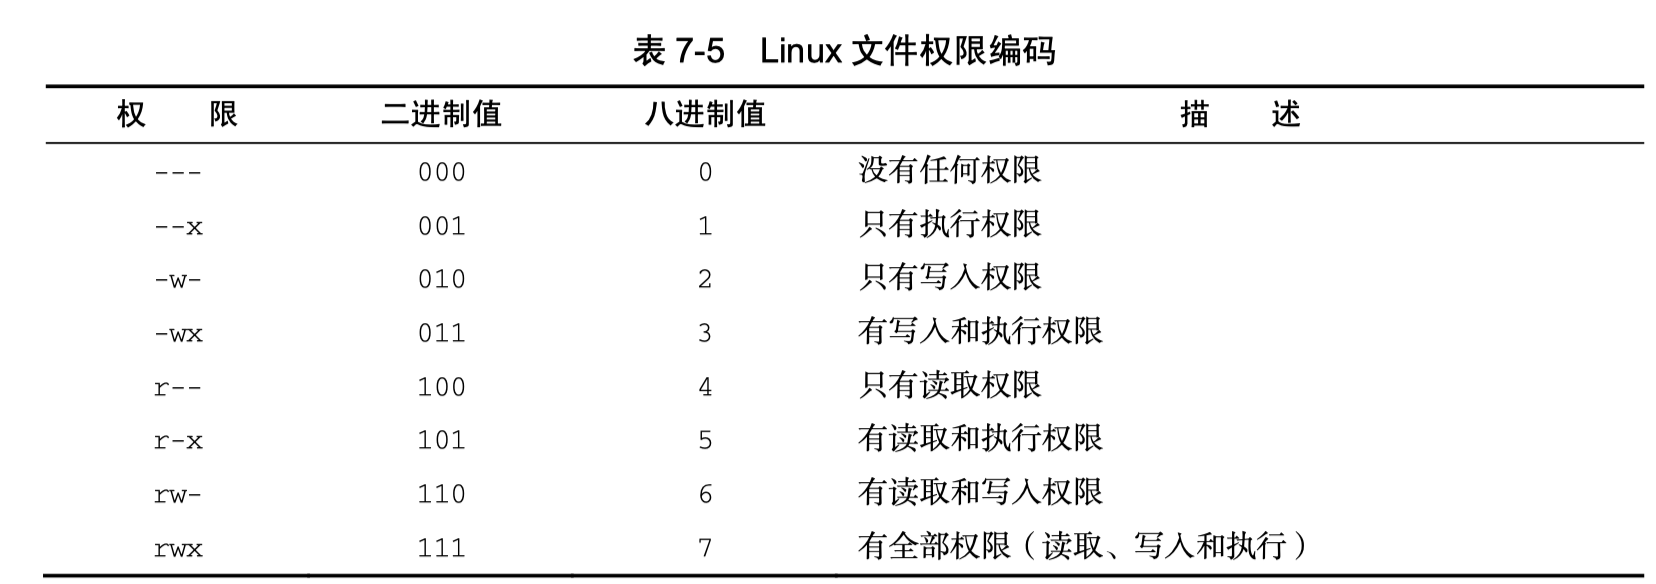 表 7-5 Linux 文件权限编码
权 限 二进制值 八进制值 描 述
--- 000 0 没有任何权限
--x 001 1 只有执行权限
-w- 010 2 只有写入权限
-wx 011 3 有写入和执行权限
r-- 100 4 只有读取权限
r-x 101 5 有读取和执行权限
rw- 110 6 有读取和写入权限
rwx 111 7 有全部权限（读取、写入和执行）